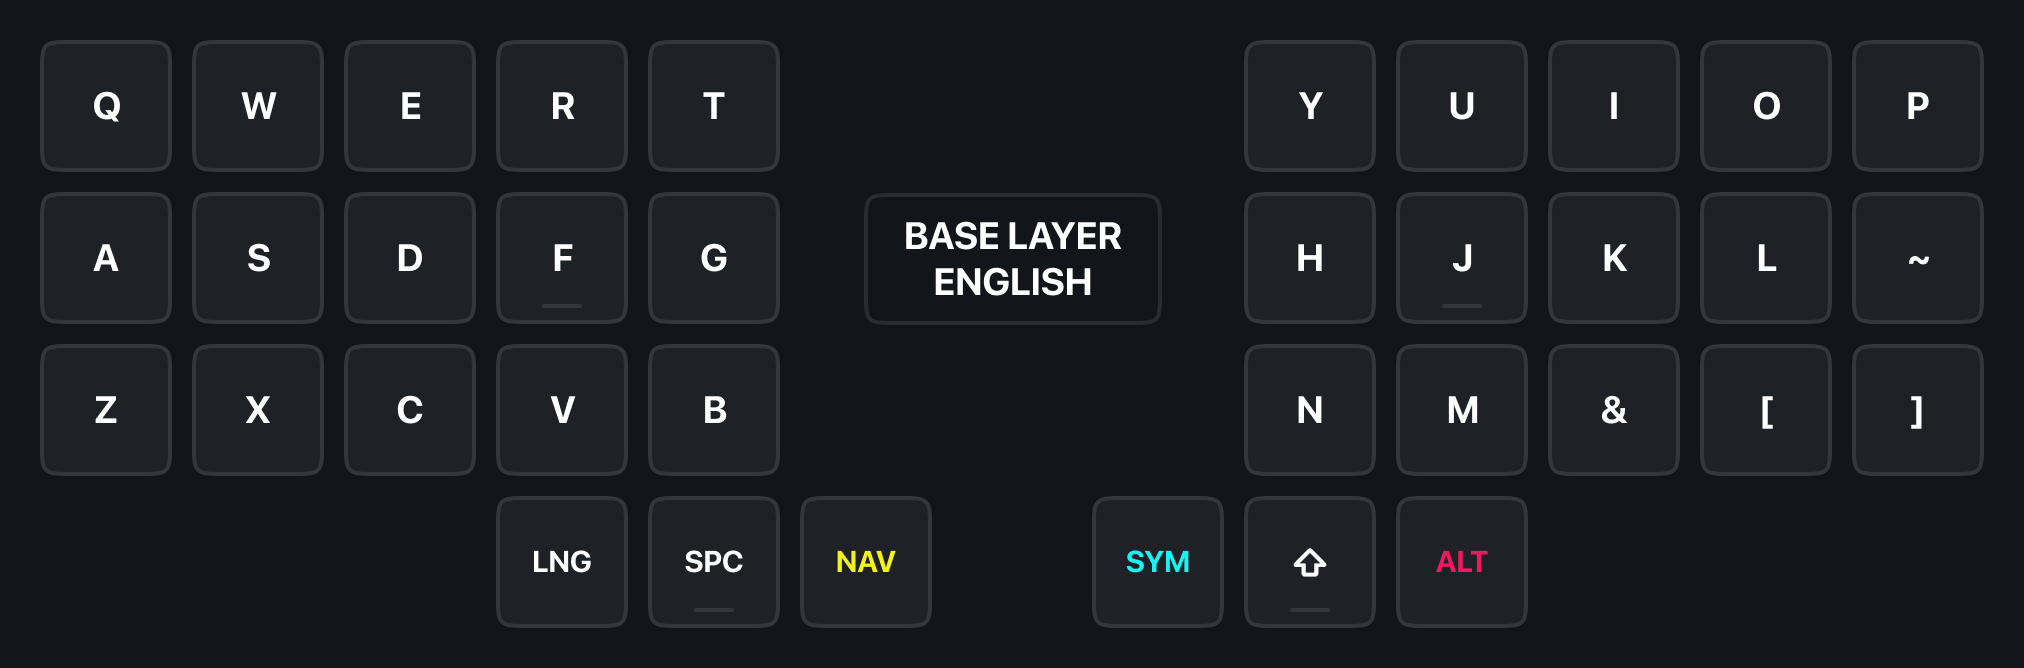 Q W E R T Y U I O P
BASE LAYER
ENGLISH
A S D F G H J K L ~
Z X C V B N M & [ ]
LNG SPC NAV SYM ⇧ ALT